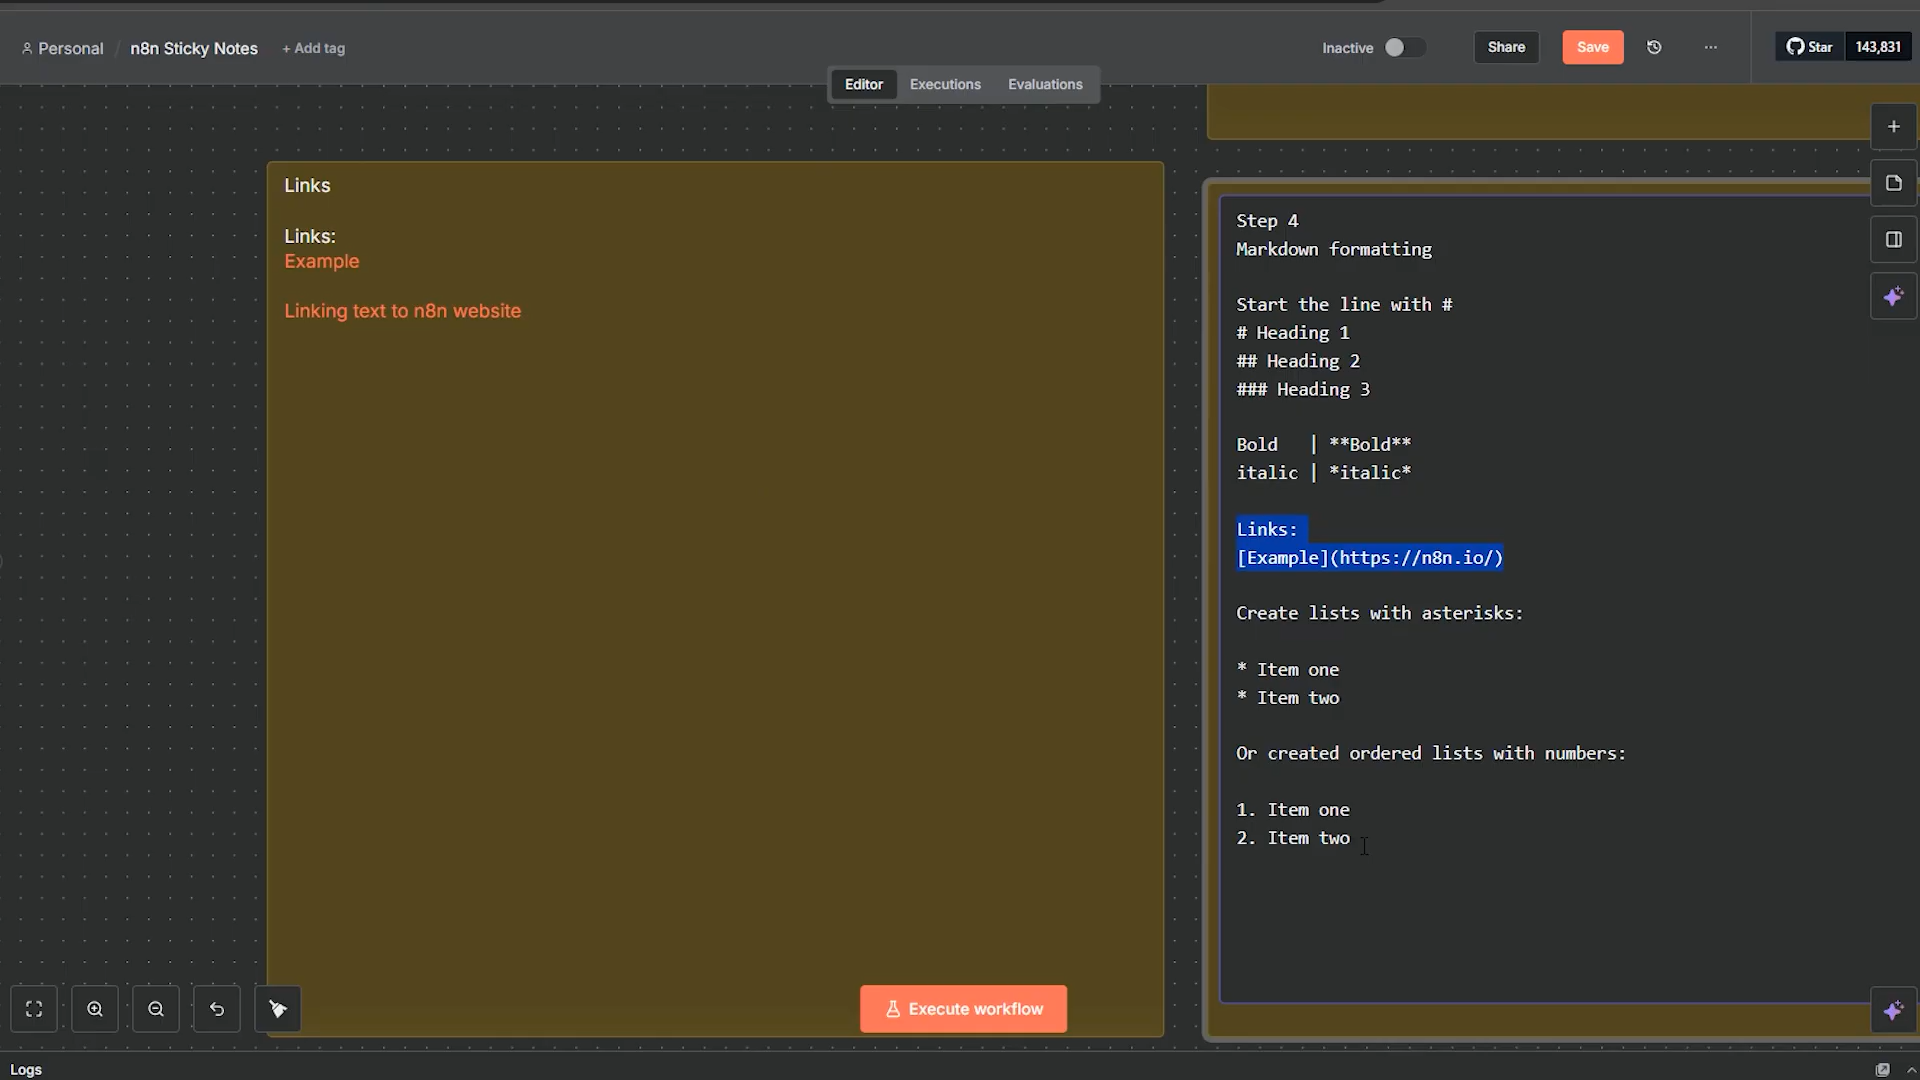 Personal / n8n Sticky Notes + Add tag
Inactive
Share
Save
...
Star 143,831
Editor Executions Evaluations
Links
Links:
Example
Linking text to n8n website
Step 4
Markdown formatting
Start the line with #
# Heading 1
## Heading 2
### Heading 3
Bold | **Bold**
italic | *italic*
Links:
[Example](https://n8n.io/)
Create lists with asterisks:
* Item one
* Item two
Or created ordered lists with numbers:
1. Item one
2. Item two
Execute workflow
Logs